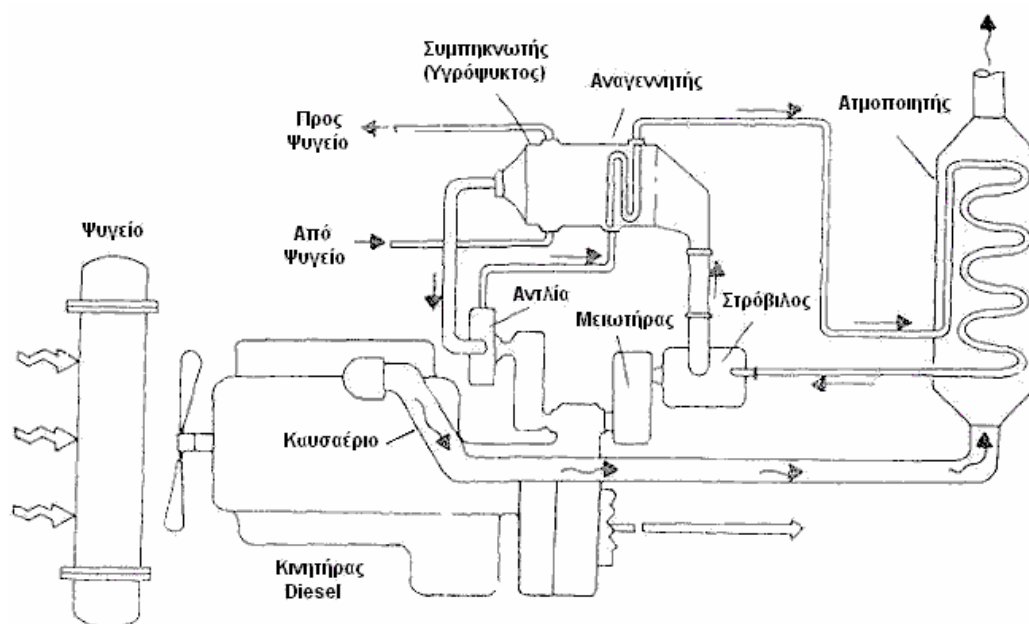 Συμπηκνωτής
(Υγρόψυκτος)
Αναγεννητής
Ατμοποιητής
Προς
Ψυγείο
Ψυγείο
Από
Ψυγείο
Αντλία
Μειωτήρας
Στρόβιλος
Καυσαέριο
Κινητήρας
Diesel